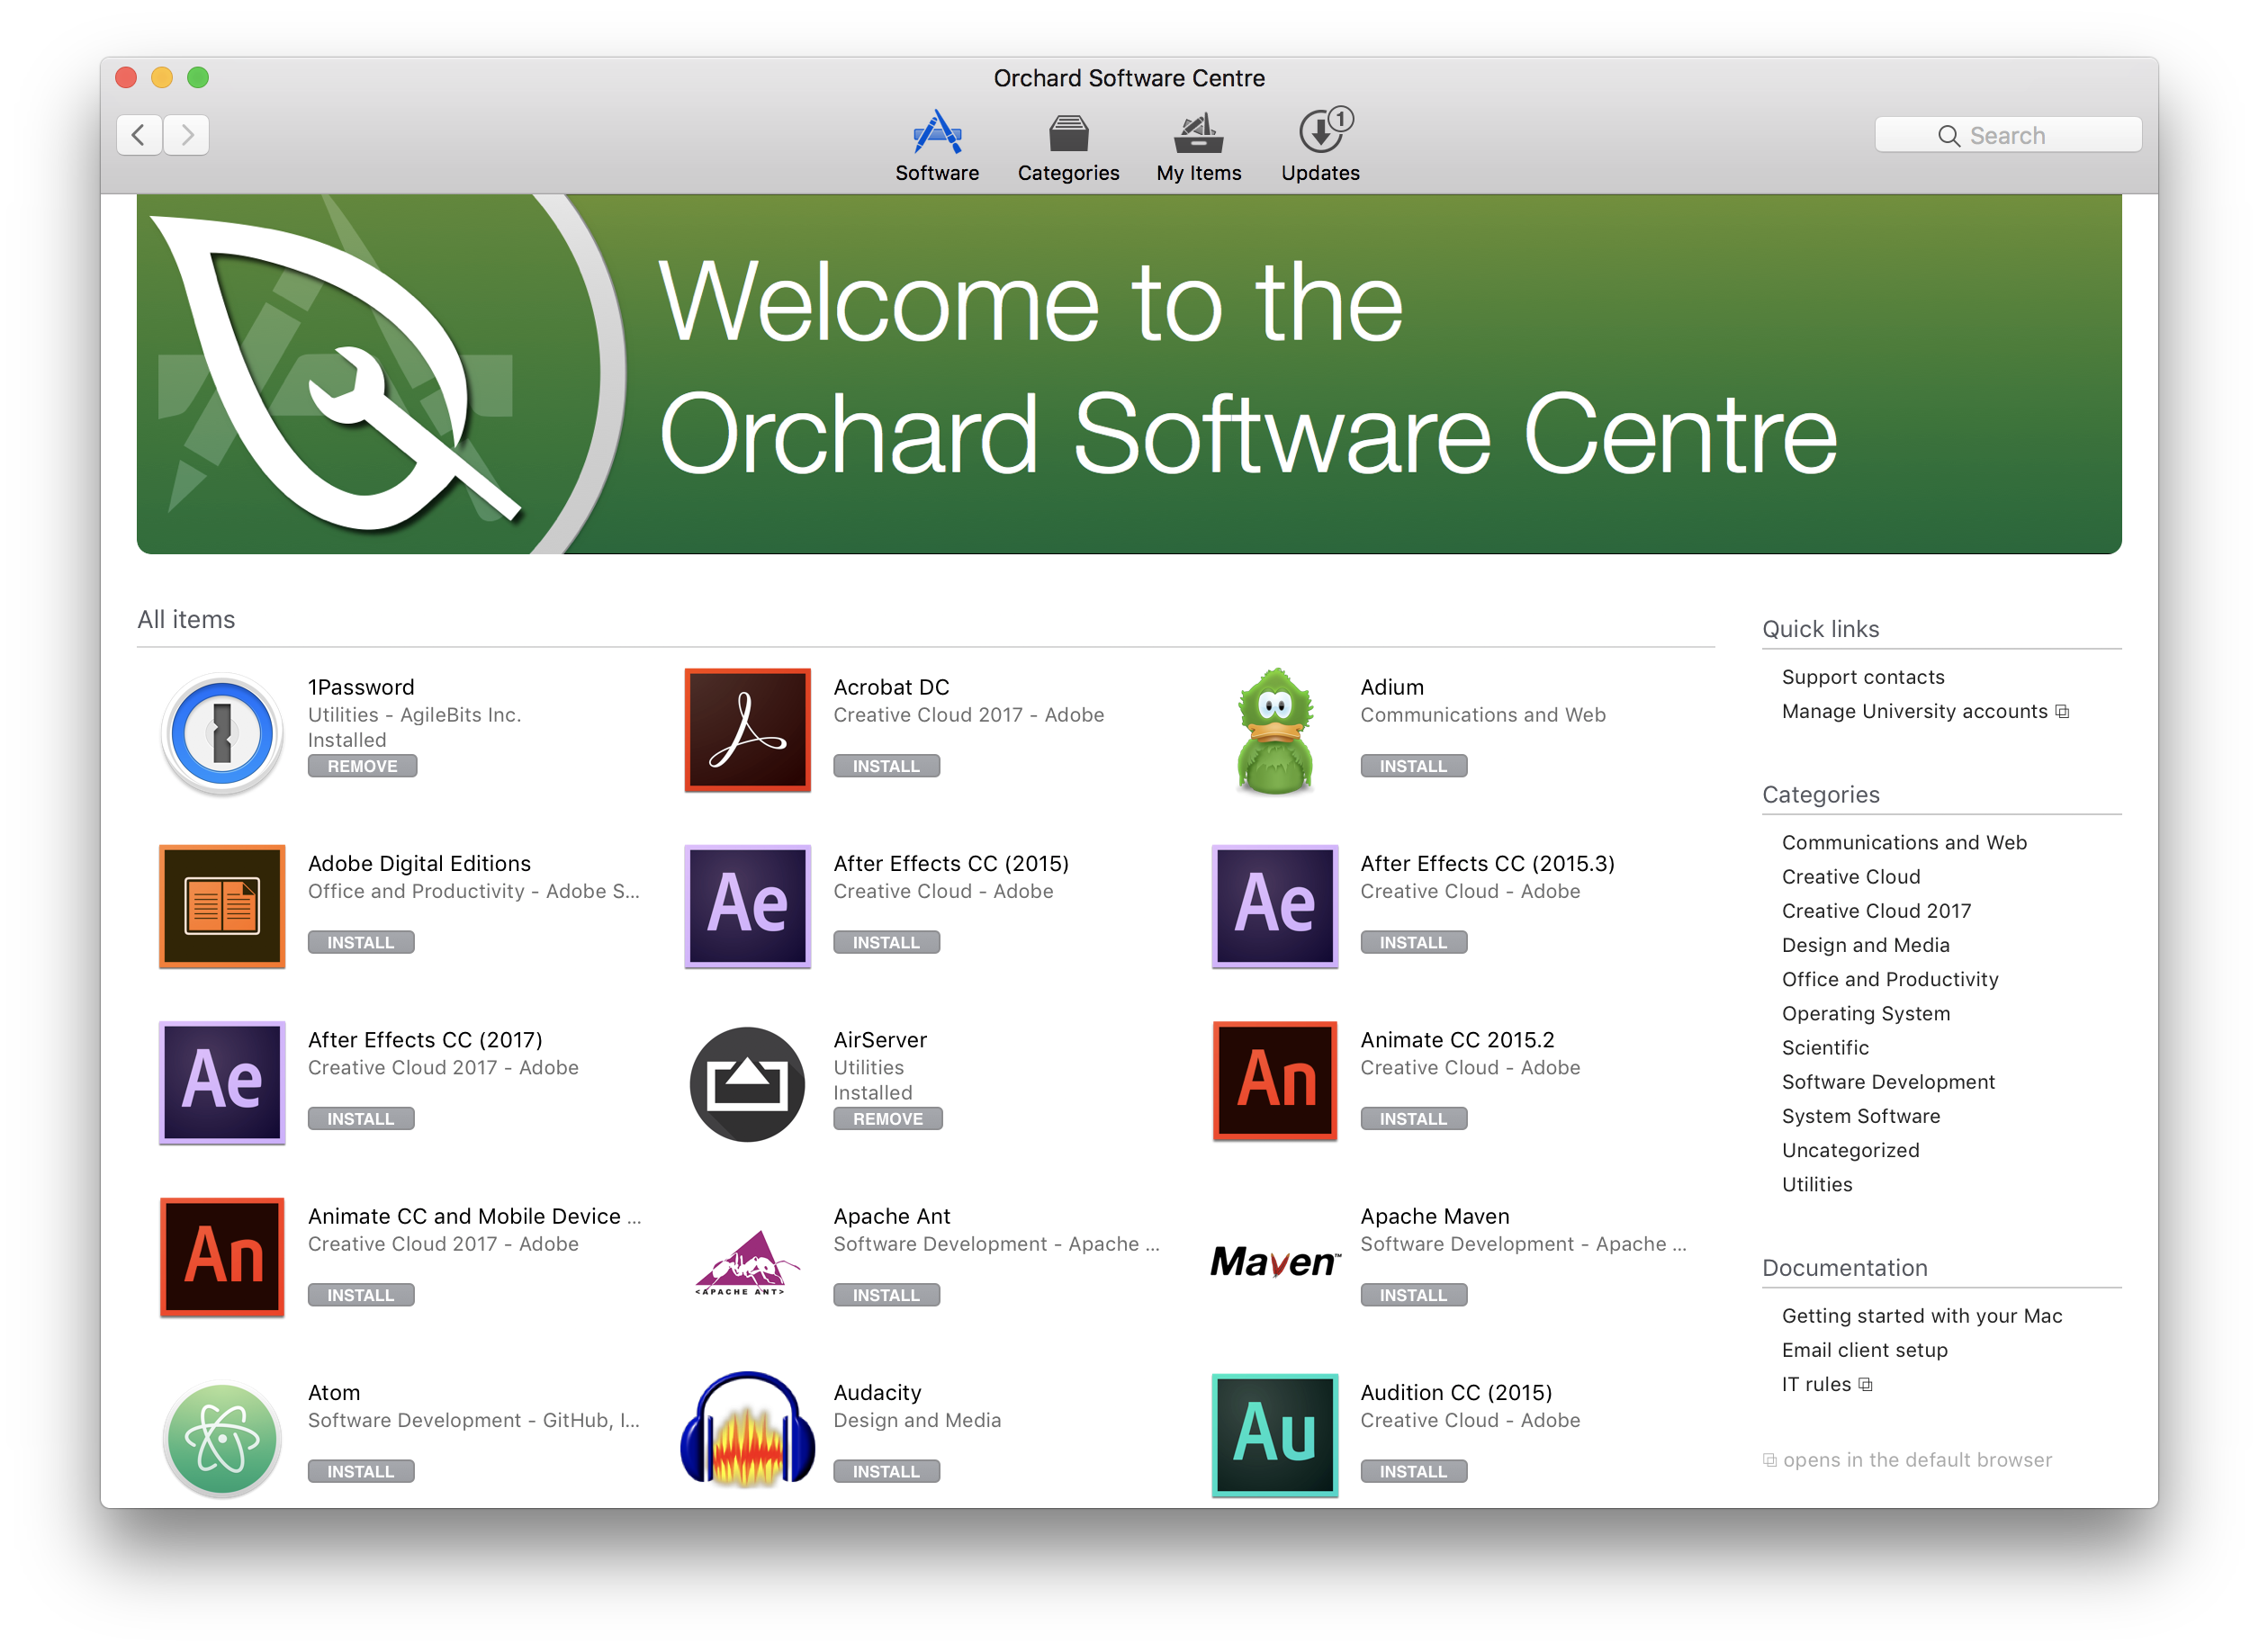 Orchard Software Centre
1
Software
Categories
My Items
Updates
Search
Welcome to the
Orchard Software Centre
All items
1Password
Utilities - AgileBits Inc.
Installed
REMOVE
Acrobat DC
Creative Cloud 2017 - Adobe
INSTALL
Adium
Communications and Web
INSTALL
Adobe Digital Editions
Office and Productivity - Adobe S...
INSTALL
Ae
After Effects CC (2015)
Creative Cloud - Adobe
INSTALL
Ae
After Effects CC (2015.3)
Creative Cloud - Adobe
INSTALL
Ae
After Effects CC (2017)
Creative Cloud 2017 - Adobe
INSTALL
AirServer
Utilities
Installed
REMOVE
An
Animate CC 2015.2
Creative Cloud - Adobe
INSTALL
An
Animate CC and Mobile Device ...
Creative Cloud 2017 - Adobe
INSTALL
<APACHE ANT>
Apache Ant
Software Development - Apache ...
INSTALL
Maven™
Apache Maven
Software Development - Apache ...
INSTALL
Atom
Software Development - GitHub, I...
INSTALL
Audacity
Design and Media
INSTALL
Au
Audition CC (2015)
Creative Cloud - Adobe
INSTALL
Quick links
Support contacts
Manage University accounts
Categories
Communications and Web
Creative Cloud
Creative Cloud 2017
Design and Media
Office and Productivity
Operating System
Scientific
Software Development
System Software
Uncategorized
Utilities
Documentation
Getting started with your Mac
Email client setup
IT rules
opens in the default browser